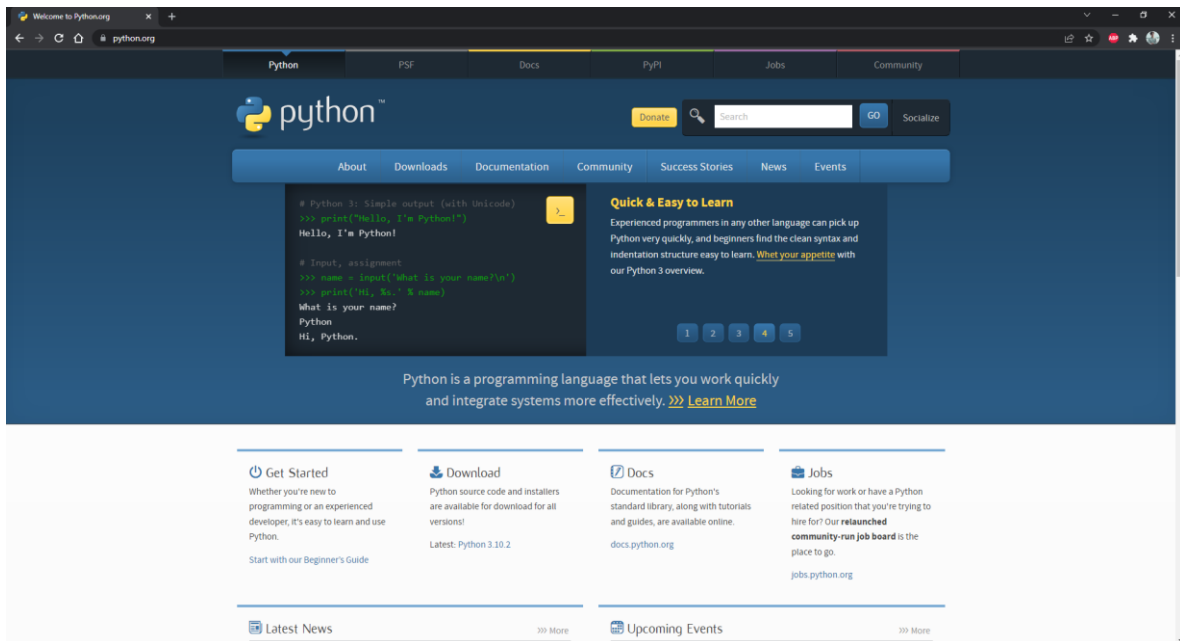 Welcome to Python.org
python.org
Python PSF Docs PyPI Jobs Community
python™
Donate Search GO Socialize
About Downloads Documentation Community Success Stories News Events
# Python 3: Simple output (with Unicode)
>>> print("Hello, I'm Python!")
Hello, I'm Python!
# Input, assignment
>>> name = input('What is your name?\n')
>>> print('Hi, %s.' % name)
What is your name?
Python
Hi, Python.
>_
Quick & Easy to Learn
Experienced programmers in any other language can pick up
Python very quickly, and beginners find the clean syntax and
indentation structure easy to learn. Whet your appetite with
our Python 3 overview.
1 2 3 4 5
Python is a programming language that lets you work quickly
and integrate systems more effectively. >>> Learn More
Get Started
Whether you're new to
programming or an experienced
developer, it's easy to learn and use
Python.
Start with our Beginner's Guide
Download
Python source code and installers
are available for download for all
versions!
Latest: Python 3.10.2
Docs
Documentation for Python's
standard library, along with tutorials
and guides, are available online.
docs.python.org
Jobs
Looking for work or have a Python
related position that you're trying to
hire for? Our relaunched
community-run job board is the
place to go.
jobs.python.org
Latest News >>> More
Upcoming Events >>> More